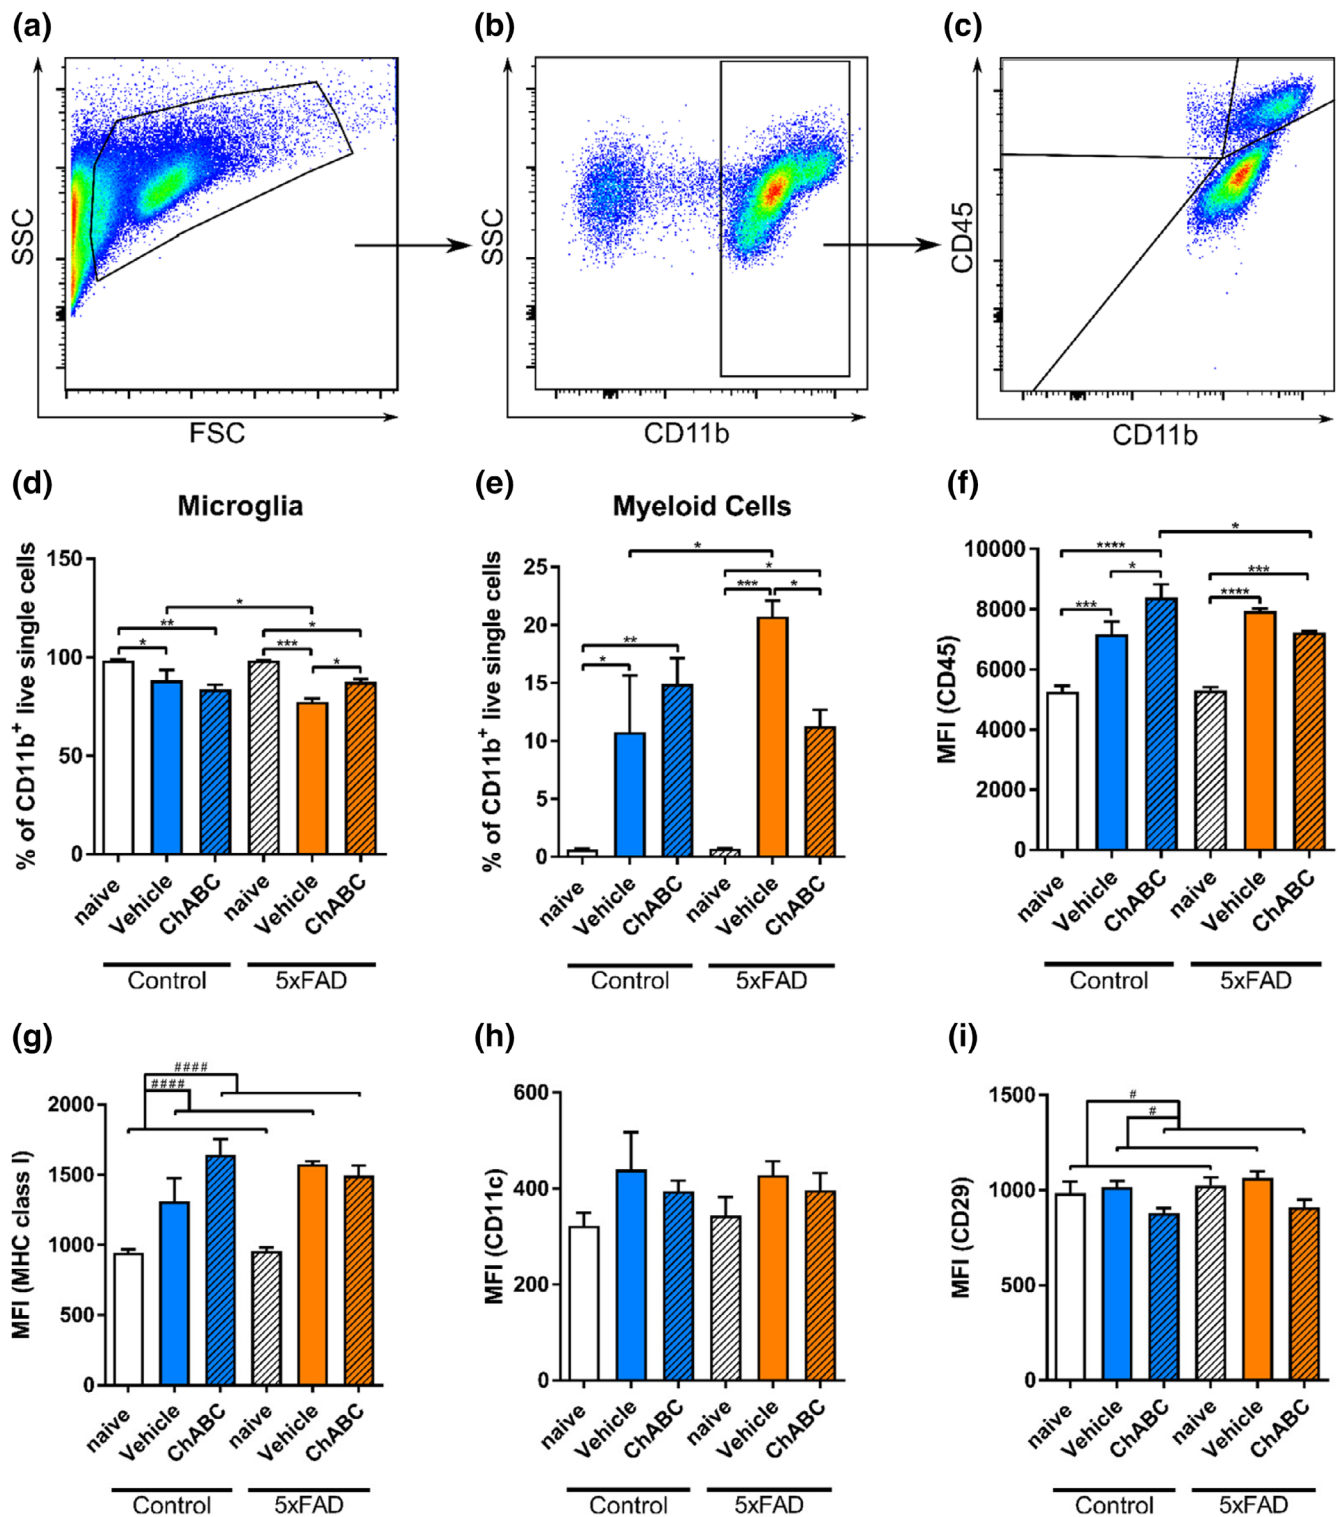 (a)
(b)
(c)
SSC
FSC
SSC
CD11b
CD45
CD11b
(d)
Microglia
% of CD11b+ live single cells
150
100
50
0
* ** * * *** * *
naive Vehicle ChABC naive Vehicle ChABC
Control 5xFAD
(e)
Myeloid Cells
% of CD11b+ live single cells
25
20
15
10
5
0
* * *** * ** *
naive Vehicle ChABC naive Vehicle ChABC
Control 5xFAD
(f)
MFI (CD45)
10000
8000
6000
4000
2000
0
* **** * *** *** ****
naive Vehicle ChABC naive Vehicle ChABC
Control 5xFAD
(g)
MFI (MHC class I)
2000
1500
1000
500
0
####
####
naive Vehicle ChABC naive Vehicle ChABC
Control 5xFAD
(h)
MFI (CD11c)
600
400
200
0
naive Vehicle ChABC naive Vehicle ChABC
Control 5xFAD
(i)
MFI (CD29)
1500
1000
500
0
#
#
naive Vehicle ChABC naive Vehicle ChABC
Control 5xFAD